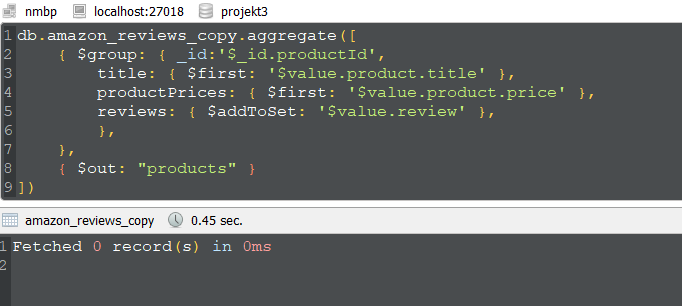 nmbp localhost:27018 projekt3
1 db.amazon_reviews_copy.aggregate([
2 { $group: { _id:'$_id.productId',
3 title: { $first: '$value.product.title' },
4 productPrices: { $first: '$value.product.price' },
5 reviews: { $addToSet: '$value.review' },
6 },
7 },
8 { $out: "products" }
9 ])
amazon_reviews_copy 0.45 sec.
1 Fetched 0 record(s) in 0ms
2